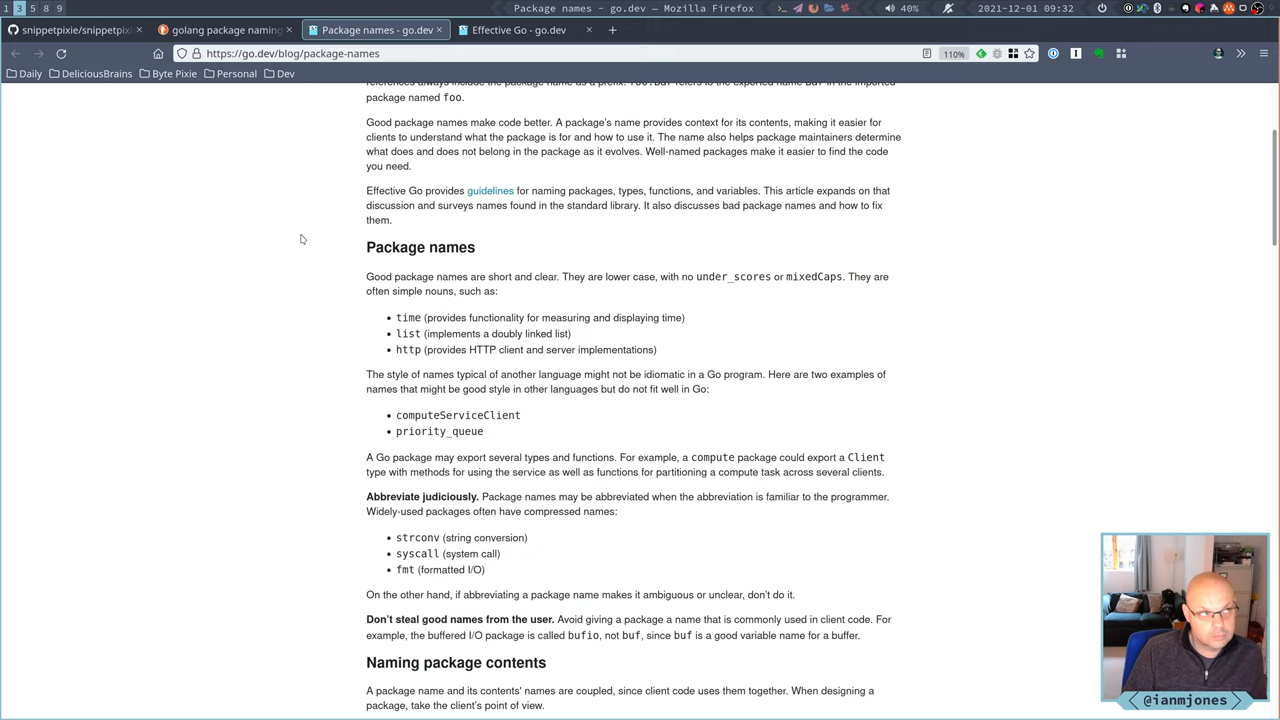 1 3 5 8 9
Package names - go.dev — Mozilla Firefox
40%
2021-12-01 09:32
snippetpixie/snippetpix
golang package naming
Package names - go.dev
Effective Go - go.dev
https://go.dev/blog/package-names
110%
Daily DeliciousBrains Byte Pixie Personal Dev
package named foo.
Good package names make code better. A package's name provides context for its contents, making it easier for
clients to understand what the package is for and how to use it. The name also helps package maintainers determine
what does and does not belong in the package as it evolves. Well-named packages make it easier to find the code
you need.
Effective Go provides guidelines for naming packages, types, functions, and variables. This article expands on that
discussion and surveys names found in the standard library. It also discusses bad package names and how to fix
them.
Package names
Good package names are short and clear. They are lower case, with no under_scores or mixedCaps. They are
often simple nouns, such as:
• time (provides functionality for measuring and displaying time)
• list (implements a doubly linked list)
• http (provides HTTP client and server implementations)
The style of names typical of another language might not be idiomatic in a Go program. Here are two examples of
names that might be good style in other languages but do not fit well in Go:
• computeServiceClient
• priority_queue
A Go package may export several types and functions. For example, a compute package could export a Client
type with methods for using the service as well as functions for partitioning a compute task across several clients.
Abbreviate judiciously. Package names may be abbreviated when the abbreviation is familiar to the programmer.
Widely-used packages often have compressed names:
• strconv (string conversion)
• syscall (system call)
• fmt (formatted I/O)
On the other hand, if abbreviating a package name makes it ambiguous or unclear, don't do it.
Don't steal good names from the user. Avoid giving a package a name that is commonly used in client code. For
example, the buffered I/O package is called bufio, not buf, since buf is a good variable name for a buffer.
Naming package contents
A package name and its contents' names are coupled, since client code uses them together. When designing a
package, take the client's point of view.
@ianmjones